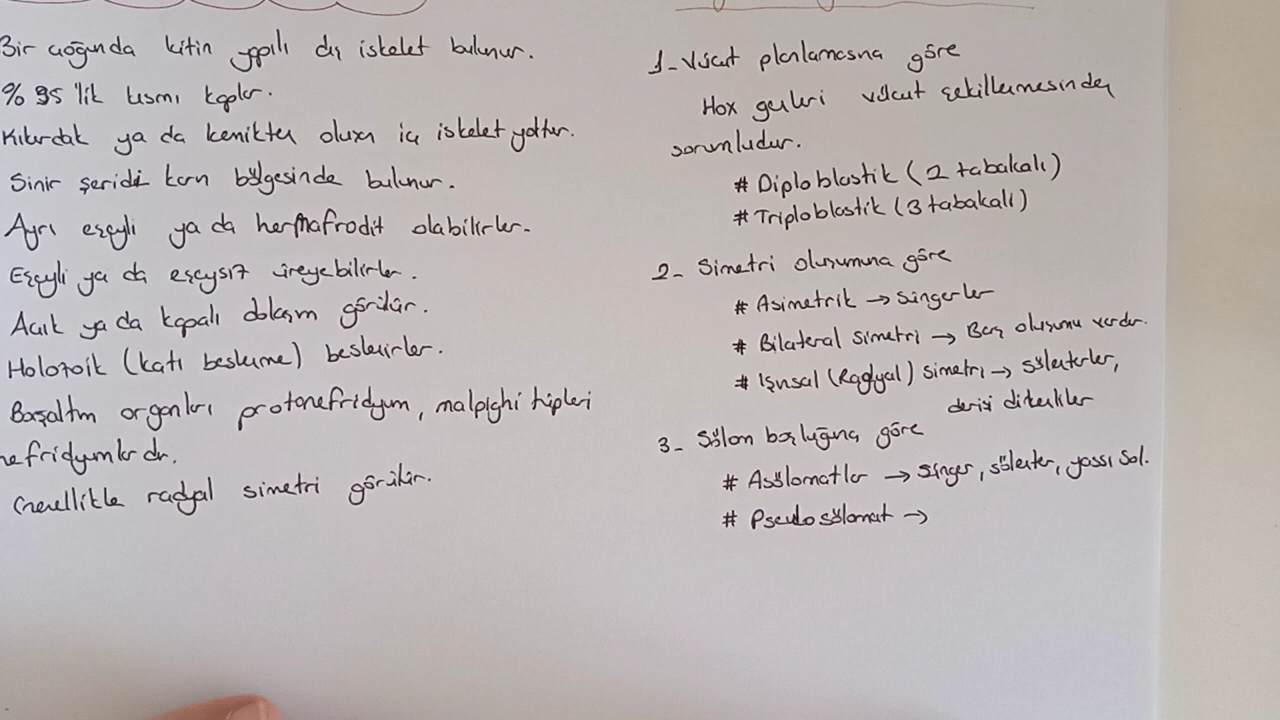 Bir çoğunda kitin yapılı dış iskelet bulunur.
% 95 'lik kısmı kaplar.
Kıkırdak ya da kemikten oluşan iç iskelet yoktur.
Sinir şeridi karın bölgesinde bulunur.
Ayrı eşeyli ya da hermafrodit olabilirler.
Eşeyli ya da eşeysiz üreyebilirler.
Açık ya da kapalı dolaşım görülür.
Holozoik (katı beslenme) beslenirler.
Boşaltım organları protonefridyum, malpighi tüpleri
nefridyumlardır.
Genellikle radyal simetri görülür.
1- Vücut planlamasına göre
Hox genleri vücut şekillenmesinden
sorumludur.
# Diploblastik (2 tabakalı)
# Triploblastik (3 tabakalı)
2- Simetri oluşumuna göre
# Asimetrik → süngerler
# Bilateral simetri → Baş oluşumu vardır.
# Işınsal (Radyal) simetri → sölenterler,
derisi dikenliler
3- Sölom boşluğuna göre
# Asölomatlar → sünger, sölenter, yassı sol.
# Pseudosölomat →